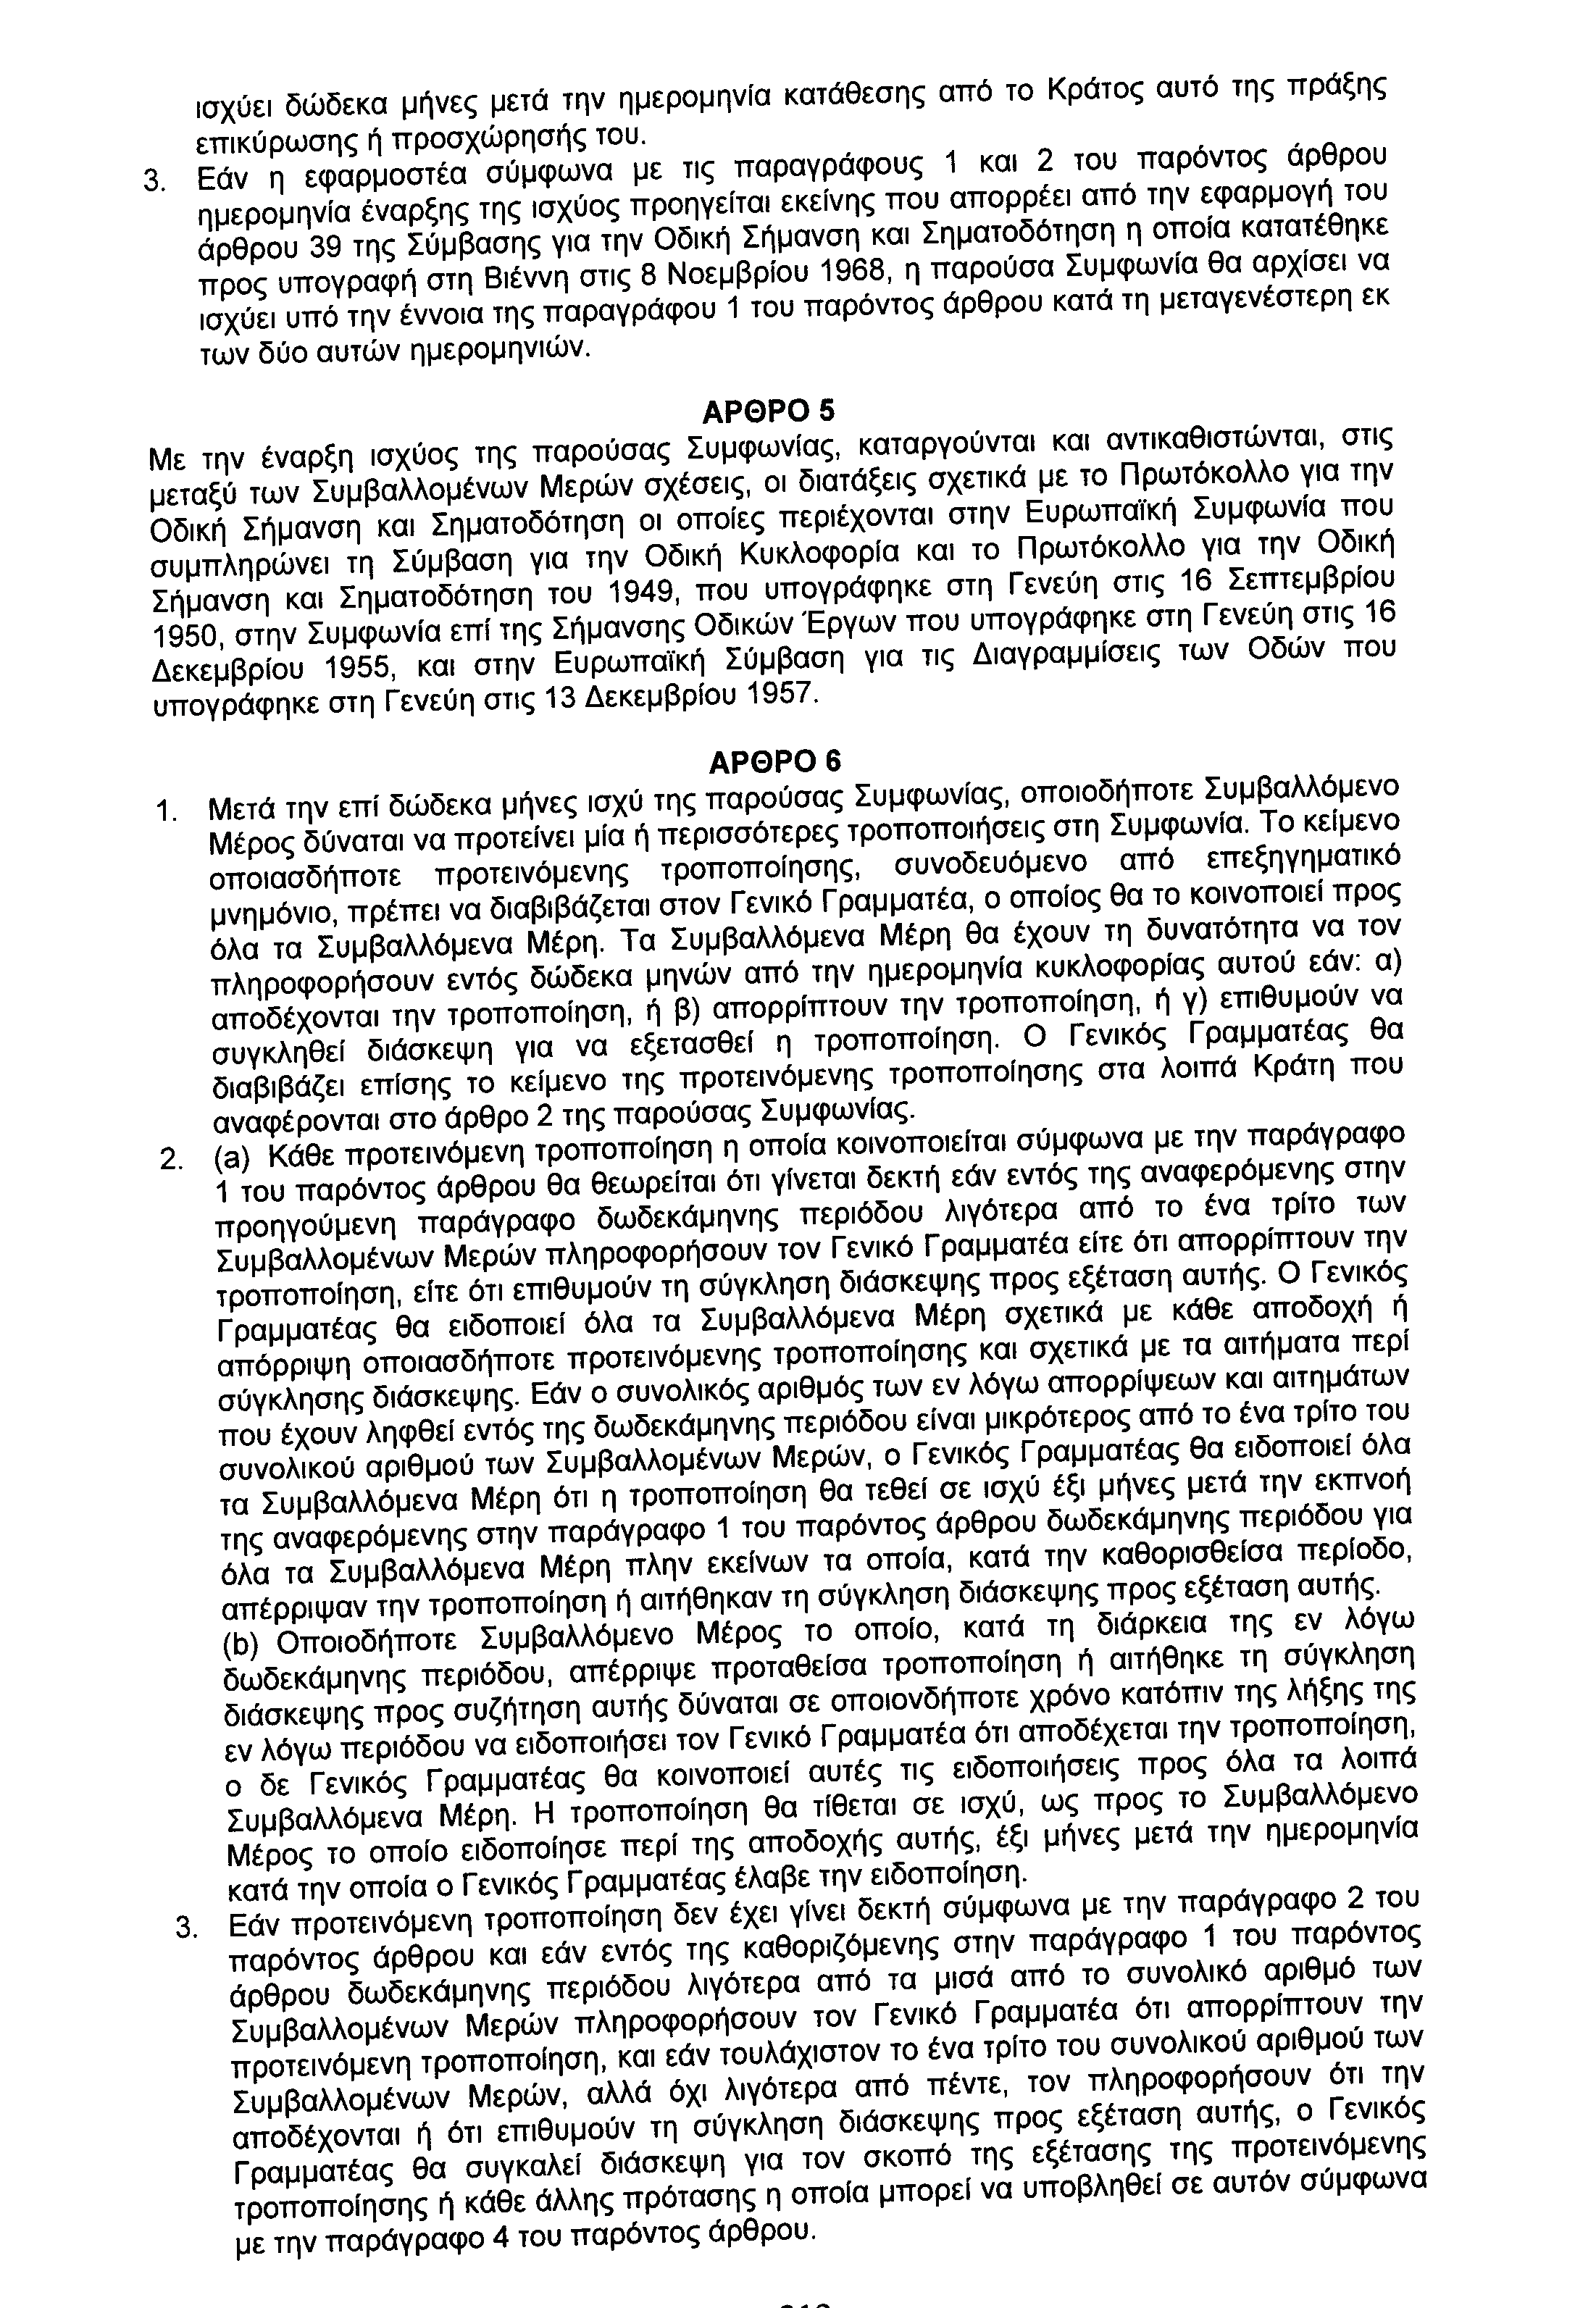 ισχύει δώδεκα μήνες μετά την ημερομηνία κατάθεσης από το Κράτος αυτό της πράξης
επικύρωσης ή προσχώρησής του.
3. Εάν η εφαρμοστέα σύμφωνα με τις παραγράφους 1 και 2 του παρόντος άρθρου
ημερομηνία έναρξης της ισχύος προηγείται εκείνης που απορρέει από την εφαρμογή του
άρθρου 39 της Σύμβασης για την Οδική Σήμανση και Σηματοδότηση η οποία κατατέθηκε
προς υπογραφή στη Βιέννη στις 8 Νοεμβρίου 1968, η παρούσα Συμφωνία θα αρχίσει να
ισχύει υπό την έννοια της παραγράφου 1 του παρόντος άρθρου κατά τη μεταγενέστερη εκ
των δύο αυτών ημερομηνιών.
ΑΡΘΡΟ 5
Με την έναρξη ισχύος της παρούσας Συμφωνίας, καταργούνται και αντικαθιστώνται, στις
μεταξύ των Συμβαλλομένων Μερών σχέσεις, οι διατάξεις σχετικά με το Πρωτόκολλο για την
Οδική Σήμανση και Σηματοδότηση οι οποίες περιέχονται στην Ευρωπαϊκή Συμφωνία που
συμπληρώνει τη Σύμβαση για την Οδική Κυκλοφορία και το Πρωτόκολλο για την Οδική
Σήμανση και Σηματοδότηση του 1949, που υπογράφηκε στη Γενεύη στις 16 Σεπτεμβρίου
1950, στην Συμφωνία επί της Σήμανσης Οδικών Έργων που υπογράφηκε στη Γενεύη στις 16
Δεκεμβρίου 1955, και στην Ευρωπαϊκή Σύμβαση για τις Διαγραμμίσεις των Οδών που
υπογράφηκε στη Γενεύη στις 13 Δεκεμβρίου 1957.
ΑΡΘΡΟ 6
1. Μετά την επί δώδεκα μήνες ισχύ της παρούσας Συμφωνίας, οποιοδήποτε Συμβαλλόμενο
Μέρος δύναται να προτείνει μία ή περισσότερες τροποποιήσεις στη Συμφωνία. Το κείμενο
οποιασδήποτε προτεινόμενης τροποποίησης, συνοδευόμενο από επεξηγηματικό
μνημόνιο, πρέπει να διαβιβάζεται στον Γενικό Γραμματέα, ο οποίος θα το κοινοποιεί προς
όλα τα Συμβαλλόμενα Μέρη. Τα Συμβαλλόμενα Μέρη θα έχουν τη δυνατότητα να τον
πληροφορήσουν εντός δώδεκα μηνών από την ημερομηνία κυκλοφορίας αυτού εάν: α)
αποδέχονται την τροποποίηση, ή β) απορρίπτουν την τροποποίηση, ή γ) επιθυμούν να
συγκληθεί διάσκεψη για να εξετασθεί η τροποποίηση. Ο Γενικός Γραμματέας θα
διαβιβάζει επίσης το κείμενο της προτεινόμενης τροποποίησης στα λοιπά Κράτη που
αναφέρονται στο άρθρο 2 της παρούσας Συμφωνίας.
2. (a) Κάθε προτεινόμενη τροποποίηση η οποία κοινοποιείται σύμφωνα με την παράγραφο
1 του παρόντος άρθρου θα θεωρείται ότι γίνεται δεκτή εάν εντός της αναφερόμενης στην
προηγούμενη παράγραφο δωδεκάμηνης περιόδου λιγότερα από το ένα τρίτο των
Συμβαλλομένων Μερών πληροφορήσουν τον Γενικό Γραμματέα είτε ότι απορρίπτουν την
τροποποίηση, είτε ότι επιθυμούν τη σύγκληση διάσκεψης προς εξέταση αυτής. Ο Γενικός
Γραμματέας θα ειδοποιεί όλα τα Συμβαλλόμενα Μέρη σχετικά με κάθε αποδοχή ή
απόρριψη οποιασδήποτε προτεινόμενης τροποποίησης και σχετικά με τα αιτήματα περί
σύγκλησης διάσκεψης. Εάν ο συνολικός αριθμός των εν λόγω απορρίψεων και αιτημάτων
που έχουν ληφθεί εντός της δωδεκάμηνης περιόδου είναι μικρότερος από το ένα τρίτο του
συνολικού αριθμού των Συμβαλλομένων Μερών, ο Γενικός Γραμματέας θα ειδοποιεί όλα
τα Συμβαλλόμενα Μέρη ότι η τροποποίηση θα τεθεί σε ισχύ έξι μήνες μετά την εκπνοή
της αναφερόμενης στην παράγραφο 1 του παρόντος άρθρου δωδεκάμηνης περιόδου για
όλα τα Συμβαλλόμενα Μέρη πλην εκείνων τα οποία, κατά την καθορισθείσα περίοδο,
απέρριψαν την τροποποίηση ή αιτήθηκαν τη σύγκληση διάσκεψης προς εξέταση αυτής.
(b) Οποιοδήποτε Συμβαλλόμενο Μέρος το οποίο, κατά τη διάρκεια της εν λόγω
δωδεκάμηνης περιόδου, απέρριψε προταθείσα τροποποίηση ή αιτήθηκε τη σύγκληση
διάσκεψης προς συζήτηση αυτής δύναται σε οποιονδήποτε χρόνο κατόπιν της λήξης της
εν λόγω περιόδου να ειδοποιήσει τον Γενικό Γραμματέα ότι αποδέχεται την τροποποίηση,
ο δε Γενικός Γραμματέας θα κοινοποιεί αυτές τις ειδοποιήσεις προς όλα τα λοιπά
Συμβαλλόμενα Μέρη. Η τροποποίηση θα τίθεται σε ισχύ, ως προς το Συμβαλλόμενο
Μέρος το οποίο ειδοποίησε περί της αποδοχής αυτής, έξι μήνες μετά την ημερομηνία
κατά την οποία ο Γενικός Γραμματέας έλαβε την ειδοποίηση.
3. Εάν προτεινόμενη τροποποίηση δεν έχει γίνει δεκτή σύμφωνα με την παράγραφο 2 του
παρόντος άρθρου και εάν εντός της καθοριζόμενης στην παράγραφο 1 του παρόντος
άρθρου δωδεκάμηνης περιόδου λιγότερα από τα μισά από το συνολικό αριθμό των
Συμβαλλομένων Μερών πληροφορήσουν τον Γενικό Γραμματέα ότι απορρίπτουν την
προτεινόμενη τροποποίηση, και εάν τουλάχιστον το ένα τρίτο του συνολικού αριθμού των
Συμβαλλομένων Μερών, αλλά όχι λιγότερα από πέντε, τον πληροφορήσουν ότι την
αποδέχονται ή ότι επιθυμούν τη σύγκληση διάσκεψης προς εξέταση αυτής, ο Γενικός
Γραμματέας θα συγκαλεί διάσκεψη για τον σκοπό της εξέτασης της προτεινόμενης
τροποποίησης ή κάθε άλλης πρότασης η οποία μπορεί να υποβληθεί σε αυτόν σύμφωνα
με την παράγραφο 4 του παρόντος άρθρου.